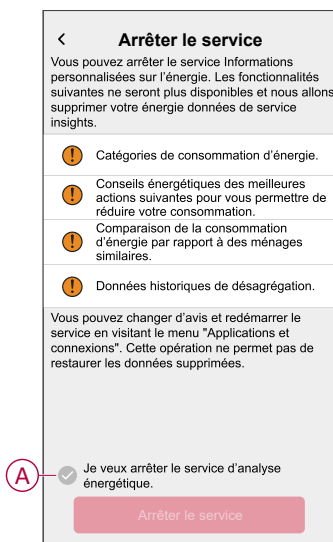 Arrêter le service
Vous pouvez arrêter le service Informations
personnalisées sur l'énergie. Les fonctionnalités
suivantes ne seront plus disponibles et nous allons
supprimer votre énergie données de service
insights.
Catégories de consommation d'énergie.
Conseils énergétiques des meilleures
actions suivantes pour vous permettre de
réduire votre consommation.
Comparaison de la consommation
d'énergie par rapport à des ménages
similaires.
Données historiques de désagrégation.
Vous pouvez changer d'avis et redémarrer le
service en visitant le menu "Applications et
connexions". Cette opération ne permet pas de
restaurer les données supprimées.
A
Je veux arrêter le service d'analyse
énergétique.
Arrêter le service